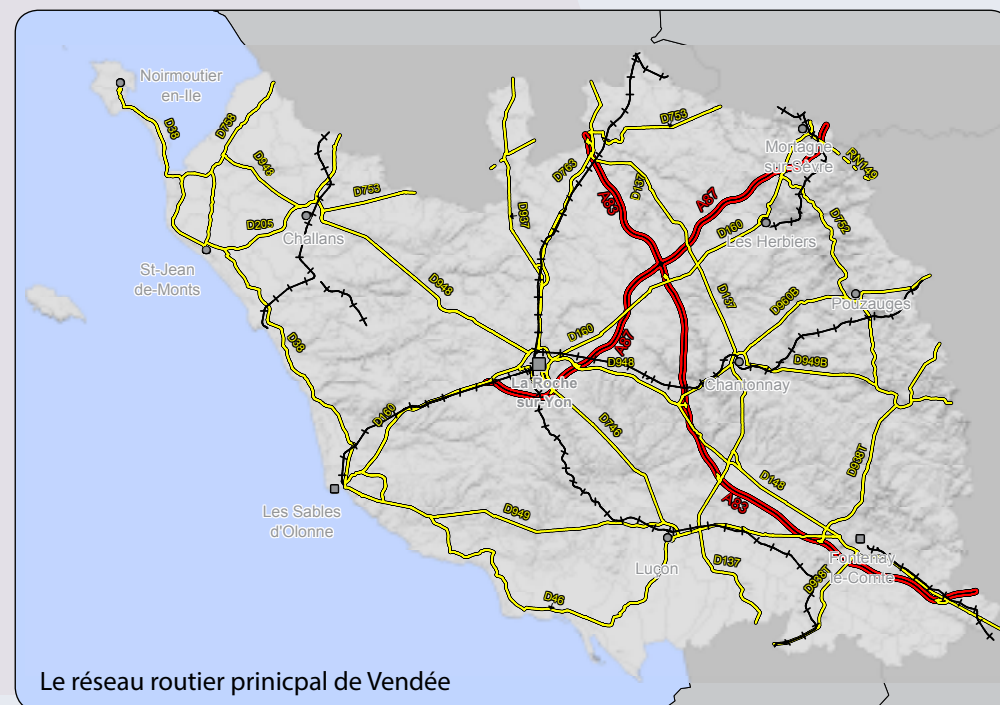 Noirmoutier
en-Ile
D38
D758
D948
D753
D205
Challans
St-Jean
de-Monts
D38
D948
D937
D763
D753
A83
D137
A87
D160
Mortagne
sur-Sèvre
RN149
D752
Les Herbiers
Pouzauges
D960B
D137
D160
A87
D948
D949B
Chantonnay
La Roche
sur-Yon
D160
D746
D148
D938T
A83
Les Sables
d'Olonne
D949
Luçon
D137
Fontenay
-le-Comte
D938T
D46
Le réseau routier prinicpal de Vendée